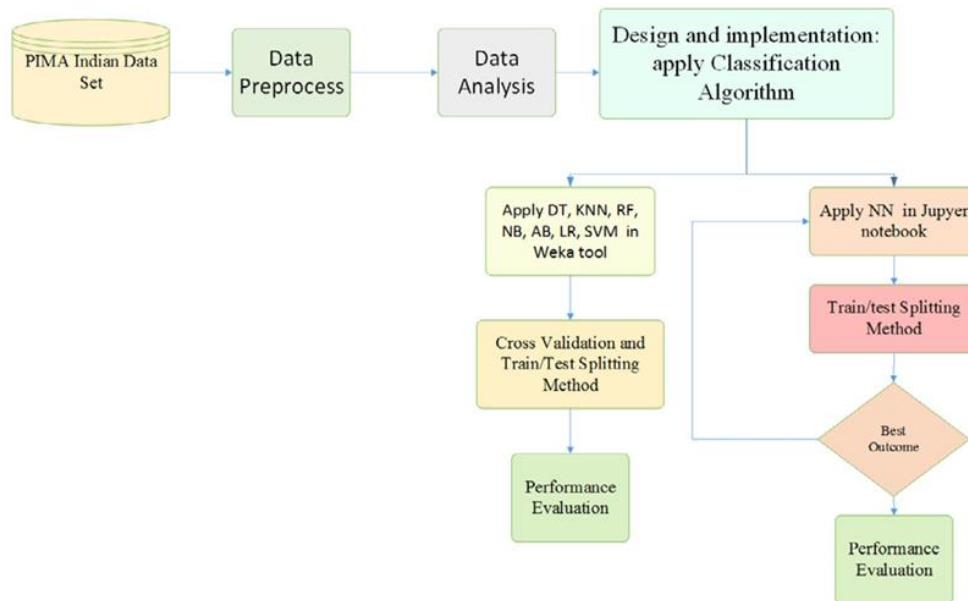 PIMA Indian Data
Set
Data
Preprocess
Data
Analysis
Design and implementation:
apply Classification
Algorithm
Apply DT, KNN, RF,
NB, AB, LR, SVM in
Weka tool
Apply NN in Jupyer
notebook
Cross Validation and
Train/Test Splitting
Method
Train/test Splitting
Method
Best
Outcome
Performance
Evaluation
Performance
Evaluation